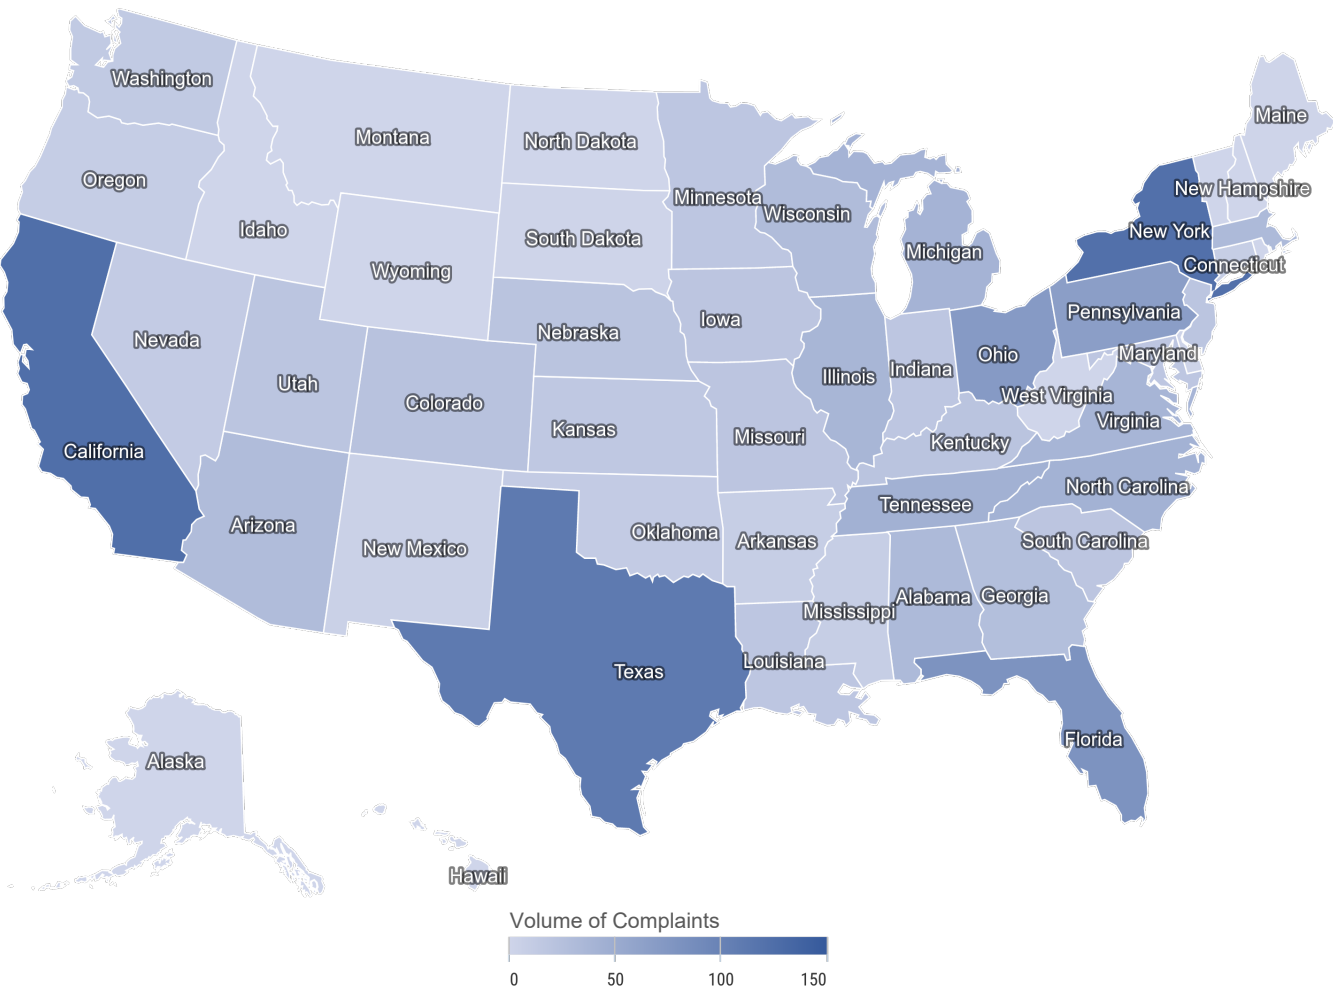 Washington
Montana
North Dakota
Maine
Oregon
Minnesota
New Hampshire
Idaho
South Dakota
Wisconsin
New York
Wyoming
Michigan
Connecticut
Nevada
Nebraska
Iowa
Pennsylvania
Utah
Colorado
Illinois
Indiana
Ohio
Maryland
California
Kansas
Missouri
Kentucky
West Virginia
Virginia
Arizona
New Mexico
Oklahoma
Arkansas
Tennessee
North Carolina
South Carolina
Texas
Louisiana
Mississippi
Alabama
Georgia
Florida
Alaska
Hawaii
Volume of Complaints
0 50 100 150